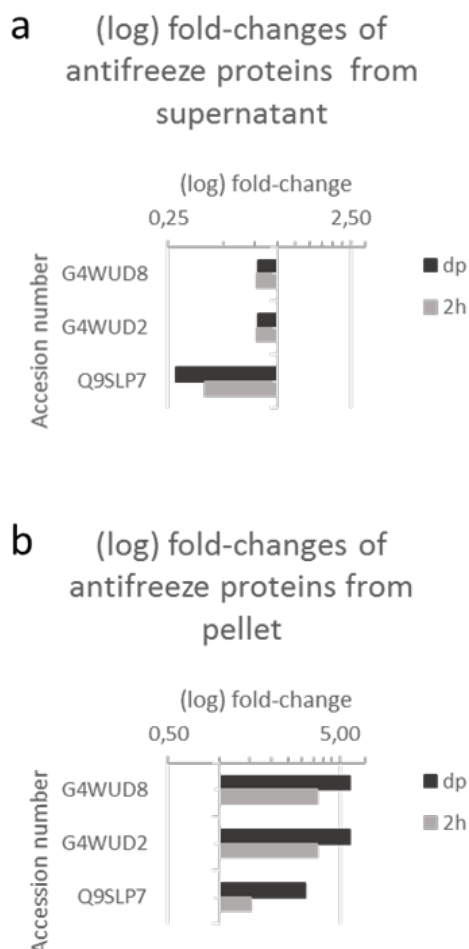 a
(log) fold-changes of
antifreeze proteins from
supernatant
(log) fold-change
0,25 2,50
Accesion number
G4WUD8
G4WUD2
Q9SLP7
dp
2h
b
(log) fold-changes of
antifreeze proteins from
pellet
(log) fold-change
0,50 5,00
Accession number
G4WUD8
G4WUD2
Q9SLP7
dp
2h